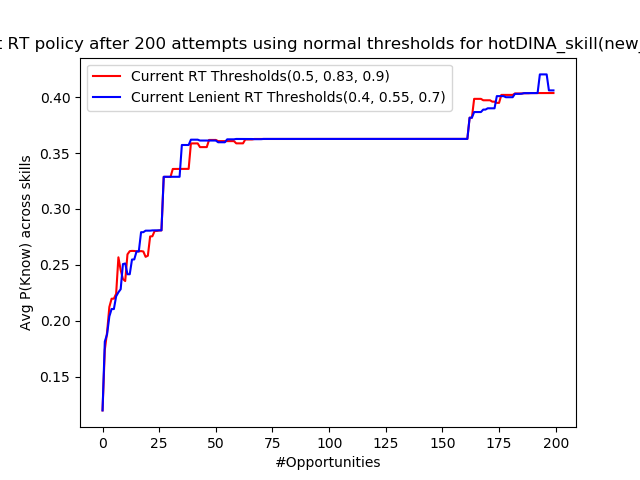 RT policy after 200 attempts using normal thresholds for hotDINA_skill(new_
Current RT Thresholds(0.5, 0.83, 0.9)
Current Lenient RT Thresholds(0.4, 0.55, 0.7)
Avg P(Know) across skills
0.40
0.35
0.30
0.25
0.20
0.15
0 25 50 75 100 125 150 175 200
#Opportunities